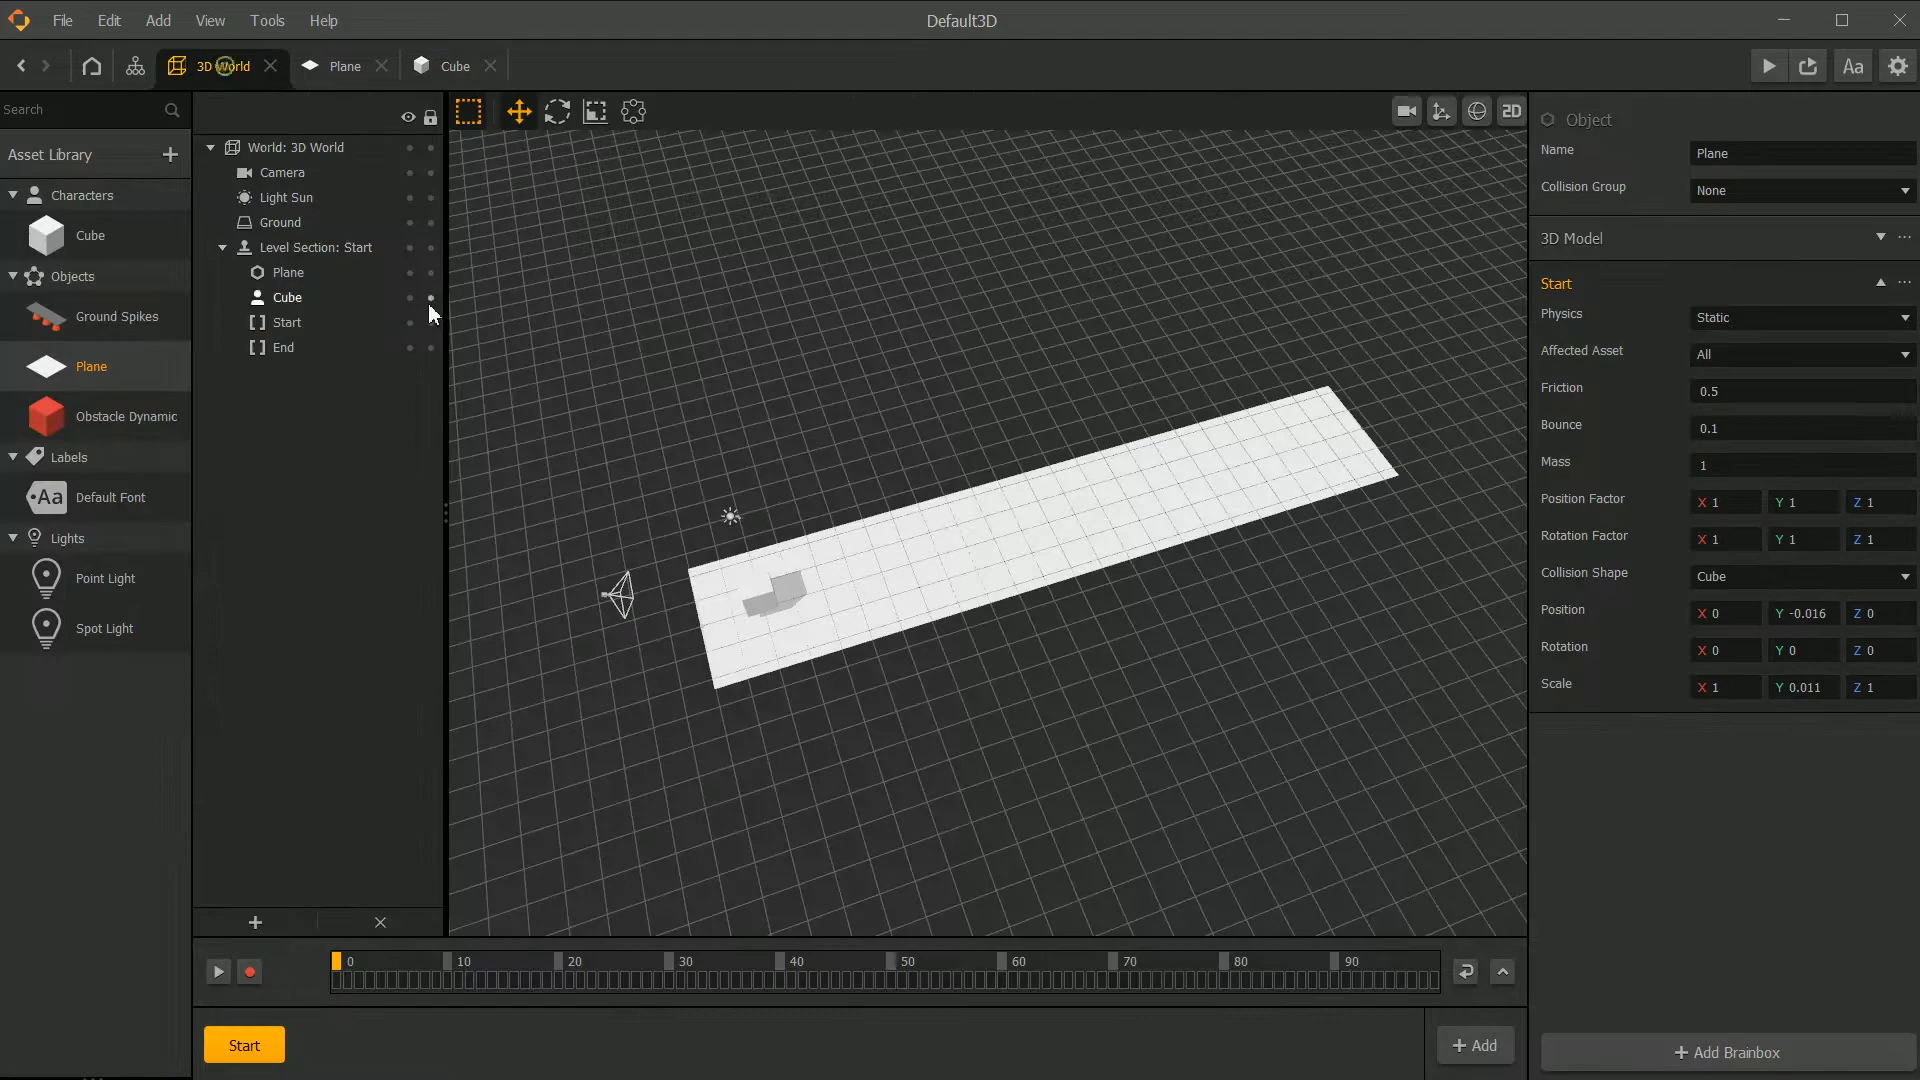 File Edit Add View Tools Help
Default3D
3D World Plane Cube
Aa
Search
Asset Library
Characters
Cube
Objects
Ground Spikes
Plane
Obstacle Dynamic
Labels
Aa Default Font
Lights
Point Light
Spot Light
World: 3D World
Camera
Light Sun
Ground
Level Section: Start
Plane
Cube
Start
End
2D
Object
Name Plane
Collision Group None
3D Model
Start
Physics Static
Affected Asset All
Friction 0.5
Bounce 0.1
Mass 1
Position Factor X 1 Y 1 Z 1
Rotation Factor X 1 Y 1 Z 1
Collision Shape Cube
Position X 0 Y -0.016 Z 0
Rotation X 0 Y 0 Z 0
Scale X 1 Y 0.011 Z 1
0 10 20 30 40 50 60 70 80 90
Start
+ Add
+ Add Brainbox